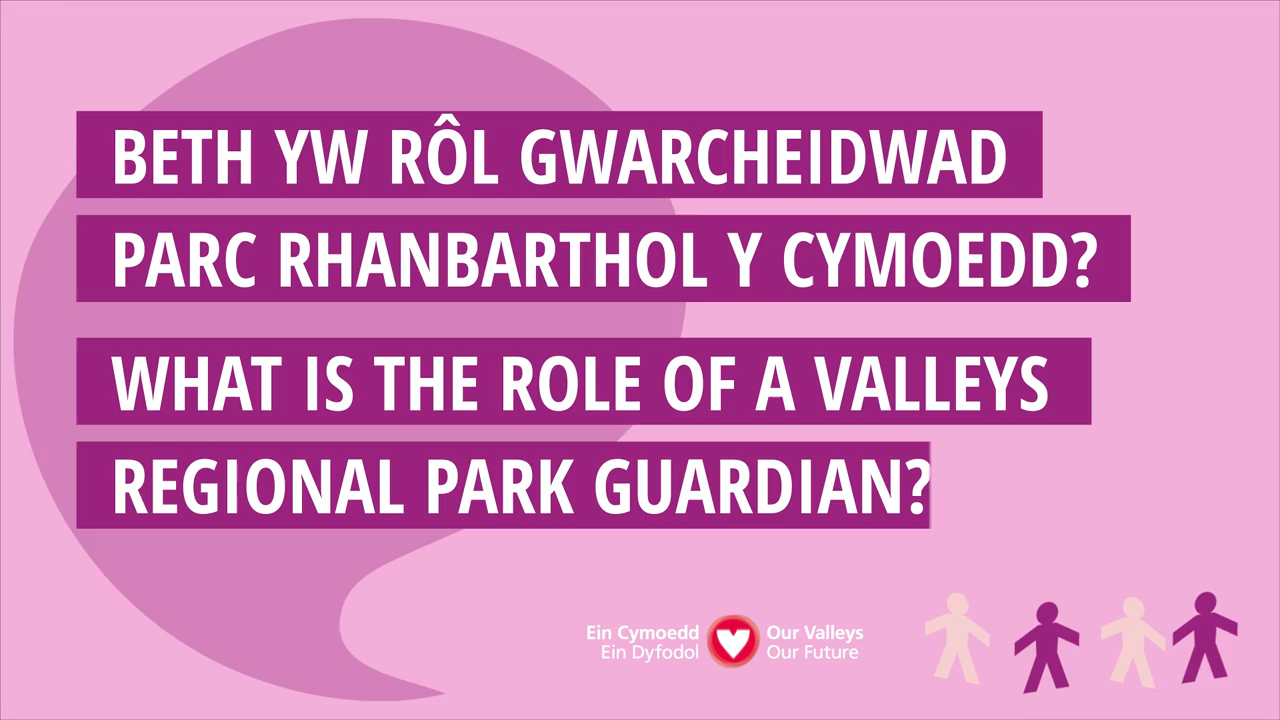 BETH YW RÔL GWARCHEIDWAD
PARC RHANBARTHOL Y CYMOEDD?
WHAT IS THE ROLE OF A VALLEYS
REGIONAL PARK GUARDIAN?
Ein Cymoedd
Ein Dyfodol
Our Valleys
Our Future